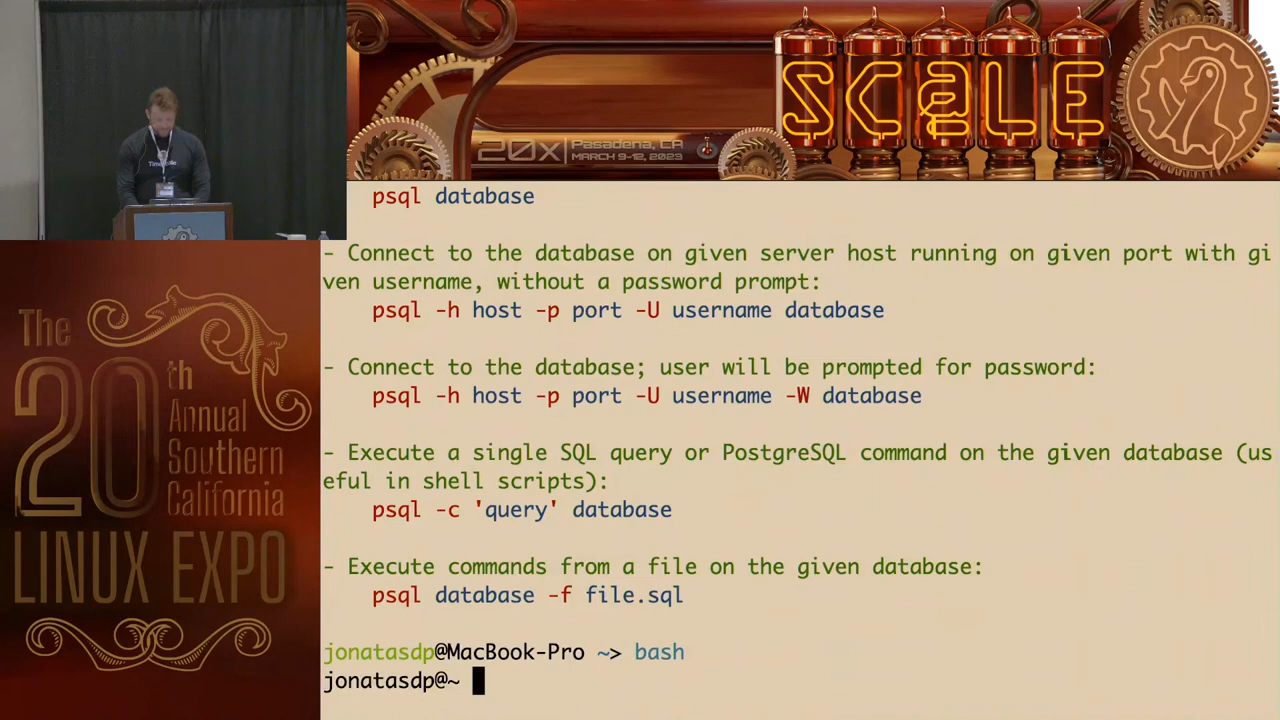 SC@LE
20x
Pasadena, CA
MARCH 9-12, 2023
The
20th
Annual
Southern
California
LINUX EXPO
psql database
- Connect to the database on given server host running on given port with gi
ven username, without a password prompt:
psql -h host -p port -U username database
- Connect to the database; user will be prompted for password:
psql -h host -p port -U username -W database
- Execute a single SQL query or PostgreSQL command on the given database (us
eful in shell scripts):
psql -c 'query' database
- Execute commands from a file on the given database:
psql database -f file.sql
jonatasdp@MacBook-Pro ~> bash
jonatasdp@~